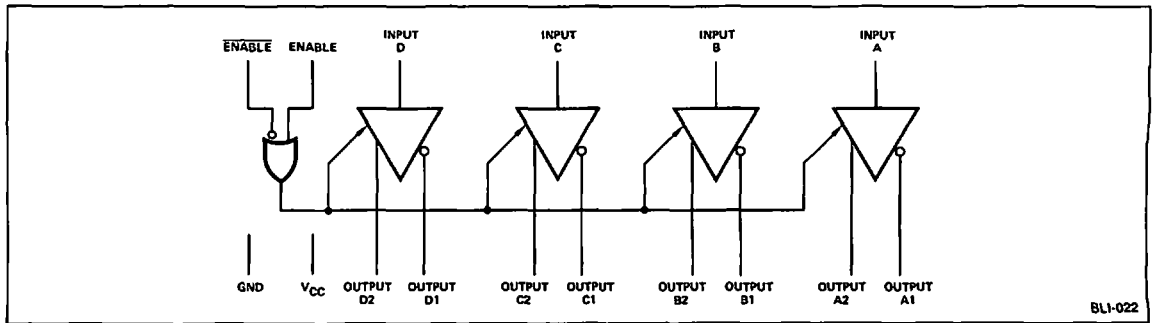 ENABLE ENABLE
INPUT D
INPUT C
INPUT B
INPUT A
GND
VCC
OUTPUT D2
OUTPUT D1
OUTPUT C2
OUTPUT C1
OUTPUT B2
OUTPUT B1
OUTPUT A2
OUTPUT A1
BLI-022